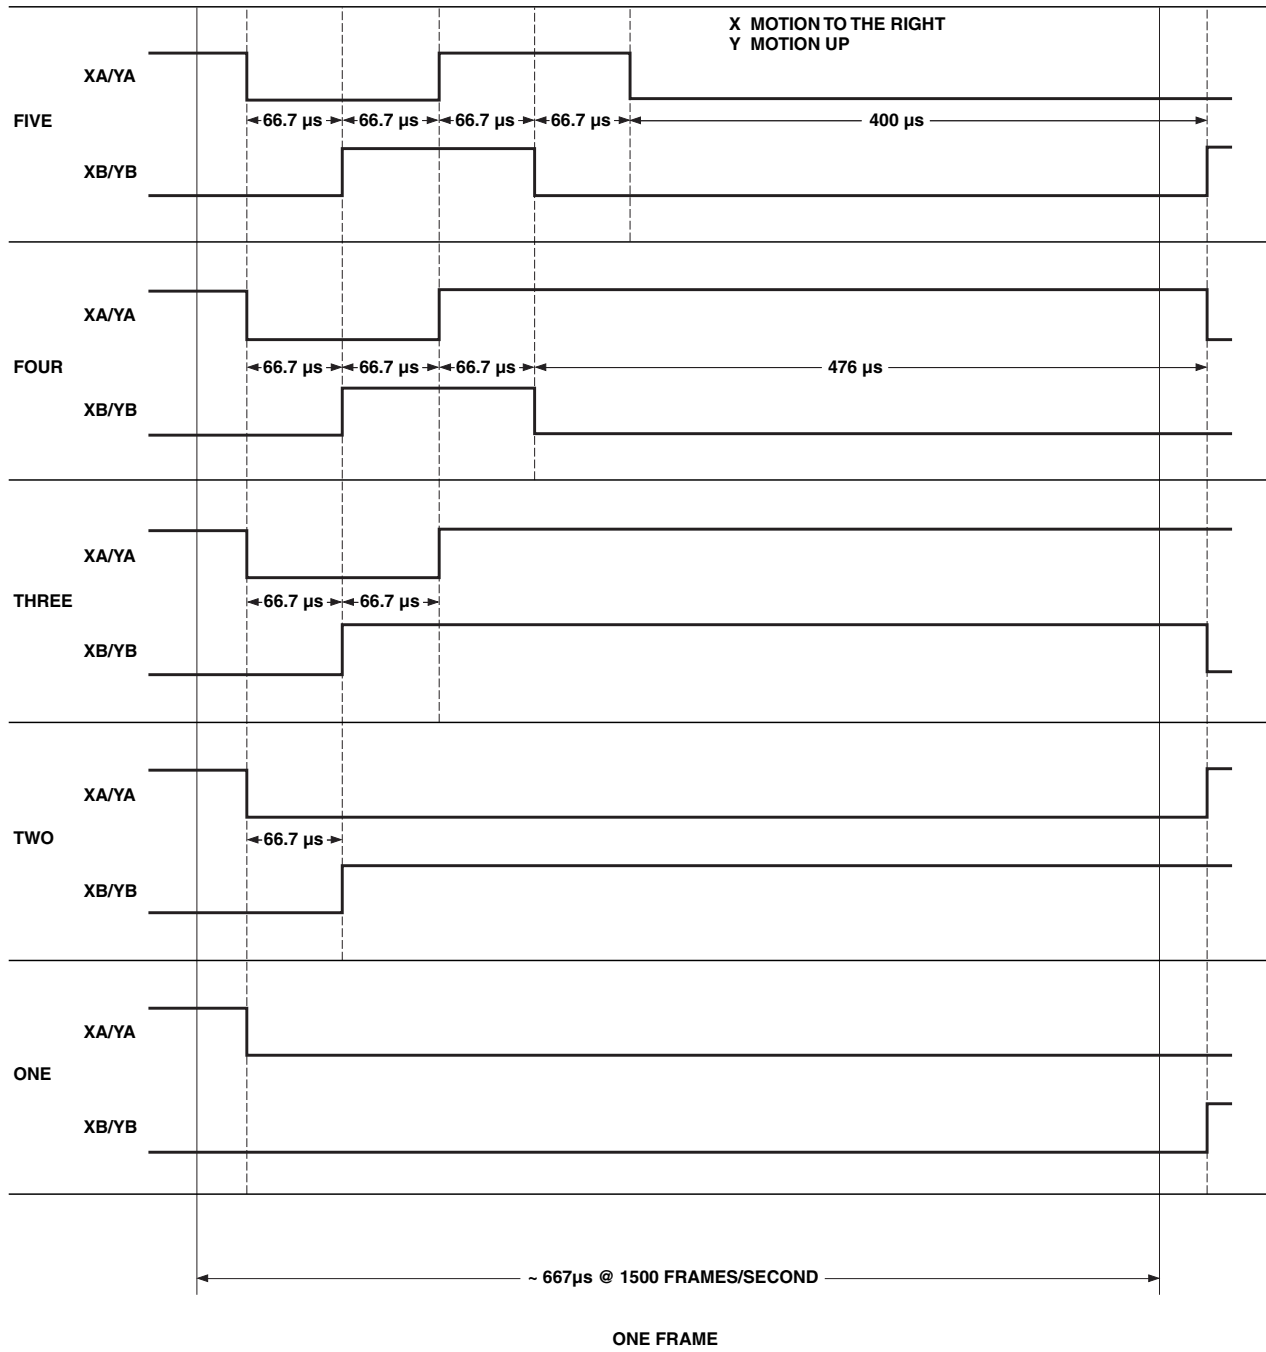 X MOTION TO THE RIGHT
Y MOTION UP
XA/YA
FIVE
66.7 µs 66.7 µs 66.7 µs 66.7 µs 400 µs
XB/YB
XA/YA
FOUR
66.7 µs 66.7 µs 66.7 µs 476 µs
XB/YB
XA/YA
THREE
66.7 µs 66.7 µs
XB/YB
XA/YA
TWO
66.7 µs
XB/YB
XA/YA
ONE
XB/YB
~ 667µs @ 1500 FRAMES/SECOND
ONE FRAME